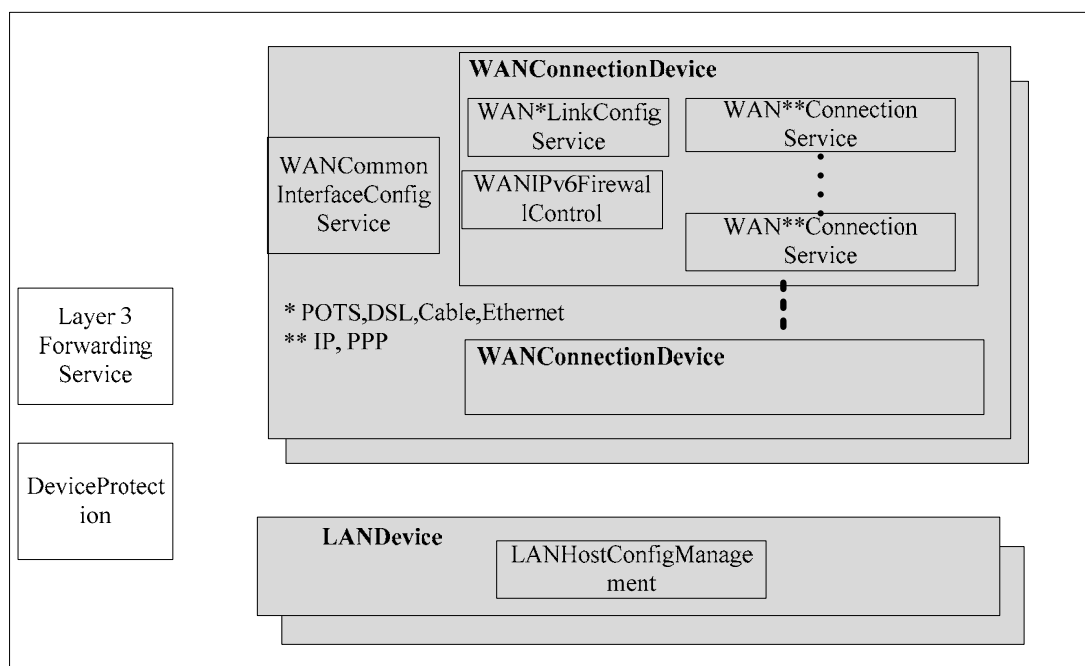 WANConnectionDevice
WAN*LinkConfig
Service
WAN**Connection
Service
WANCommon
InterfaceConfig
Service
WANIPv6Firewal
lControl
WAN**Connection
Service
* POTS,DSL,Cable,Ethernet
** IP, PPP
WANConnectionDevice
Layer 3
Forwarding
Service
DeviceProtect
ion
LANDevice
LANHostConfigManage
ment